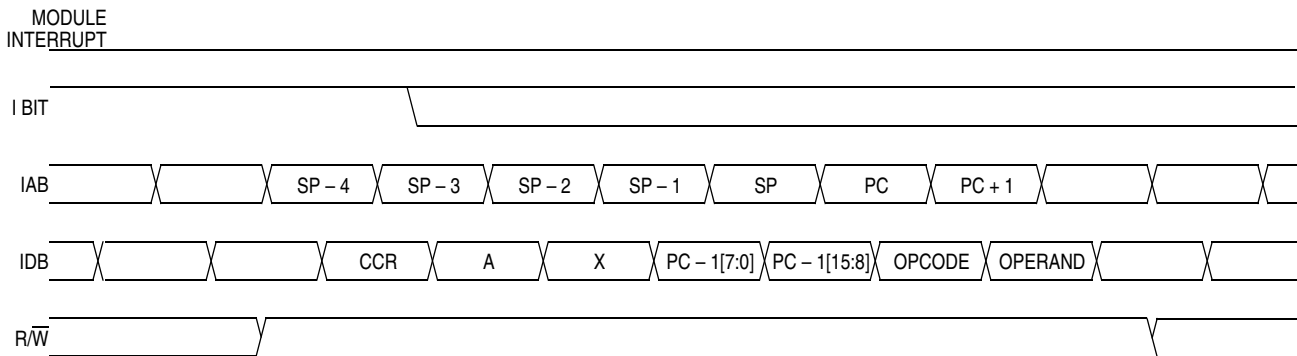 MODULE
INTERRUPT
I BIT
IAB SP – 4 SP – 3 SP – 2 SP – 1 SP PC PC + 1
IDB CCR A X PC – 1[7:0] PC – 1[15:8] OPCODE OPERAND
R/W̅